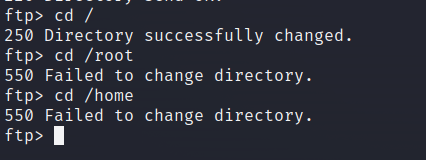 ftp> cd /
250 Directory successfully changed.
ftp> cd /root
550 Failed to change directory.
ftp> cd /home
550 Failed to change directory.
ftp>